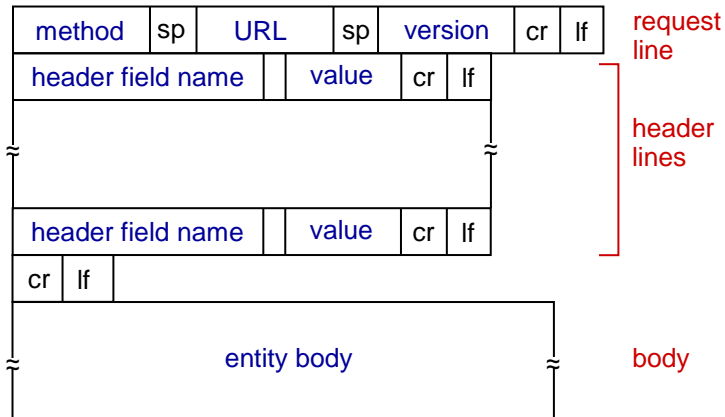 method sp URL sp version cr lf request
line
header field name value cr lf
header
lines
header field name value cr lf
cr lf
entity body body